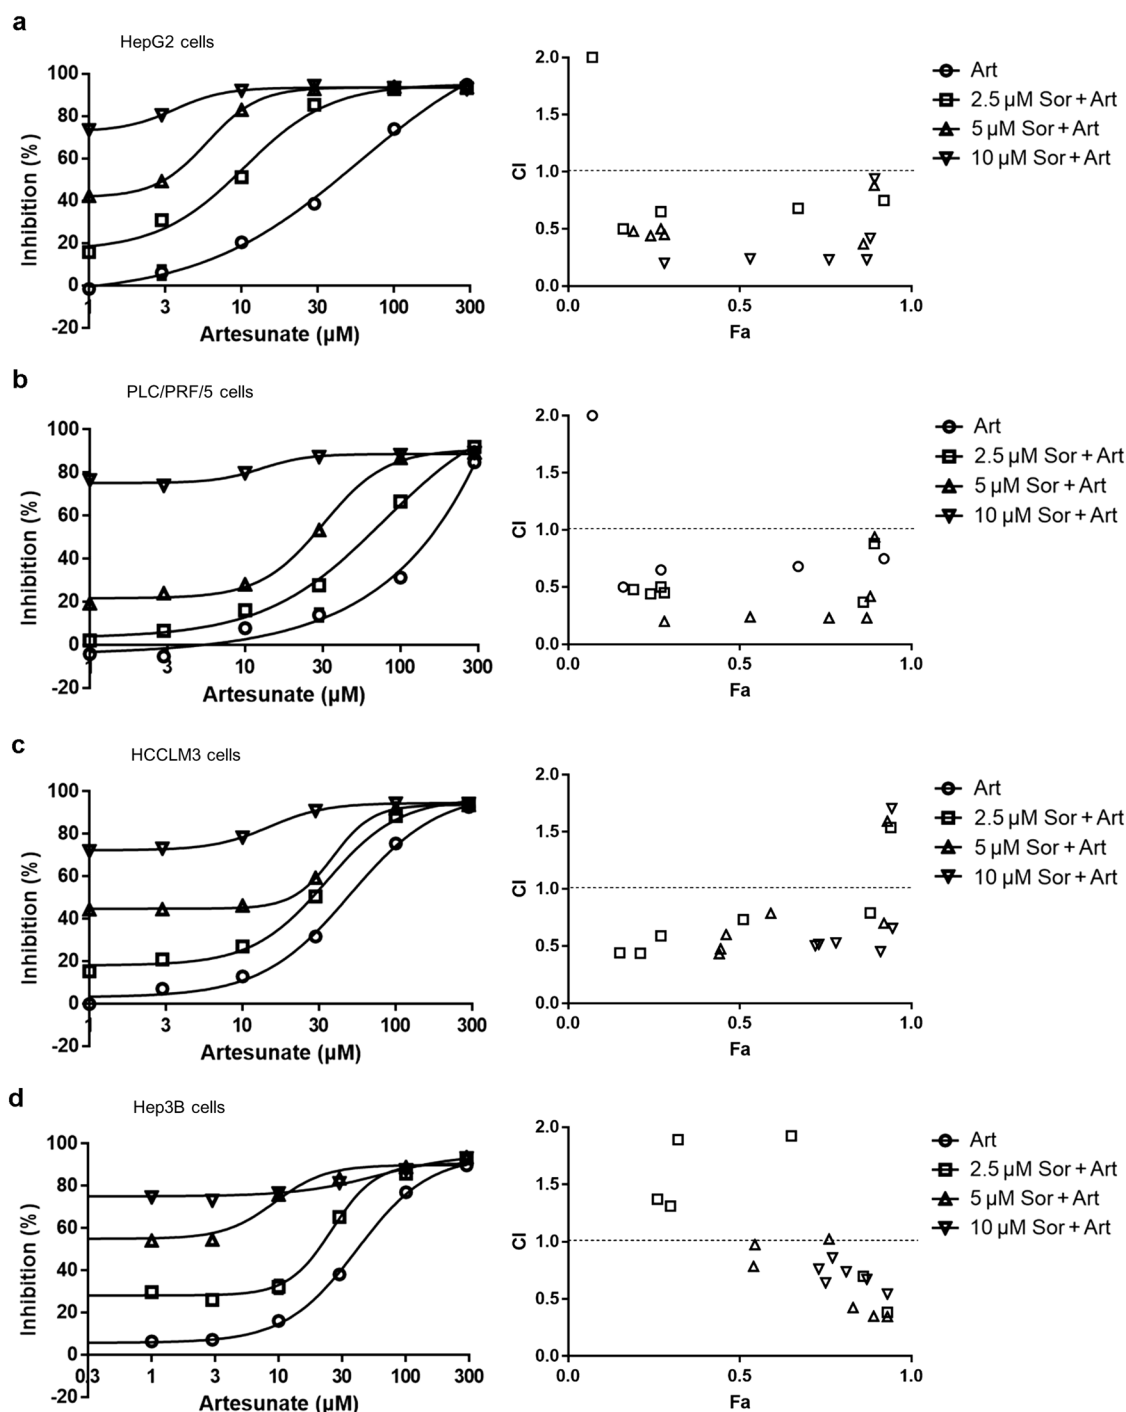 a
HepG2 cells
Inhibition (%)
100
80
60
40
20
0
-20
1
3
10
30
100
300
Artesunate (µM)
CI
2.0
1.5
1.0
0.5
0.0
0.0
0.5
1.0
Fa
Art
2.5 µM Sor + Art
5 µM Sor + Art
10 µM Sor + Art
b
PLC/PRF/5 cells
Inhibition (%)
100
80
60
40
20
0
-20
1
3
10
30
100
300
Artesunate (µM)
CI
2.0
1.5
1.0
0.5
0.0
0.0
0.5
1.0
Fa
Art
2.5 µM Sor + Art
5 µM Sor + Art
10 µM Sor + Art
c
HCCLM3 cells
Inhibition (%)
100
80
60
40
20
0
-20
1
3
10
30
100
300
Artesunate (µM)
CI
2.0
1.5
1.0
0.5
0.0
0.0
0.5
1.0
Fa
Art
2.5 µM Sor + Art
5 µM Sor + Art
10 µM Sor + Art
d
Hep3B cells
Inhibition (%)
100
80
60
40
20
0
-20
0.3
1
3
10
30
100
300
Artesunate (µM)
CI
2.0
1.5
1.0
0.5
0.0
0.0
0.5
1.0
Fa
Art
2.5 µM Sor + Art
5 µM Sor + Art
10 µM Sor + Art